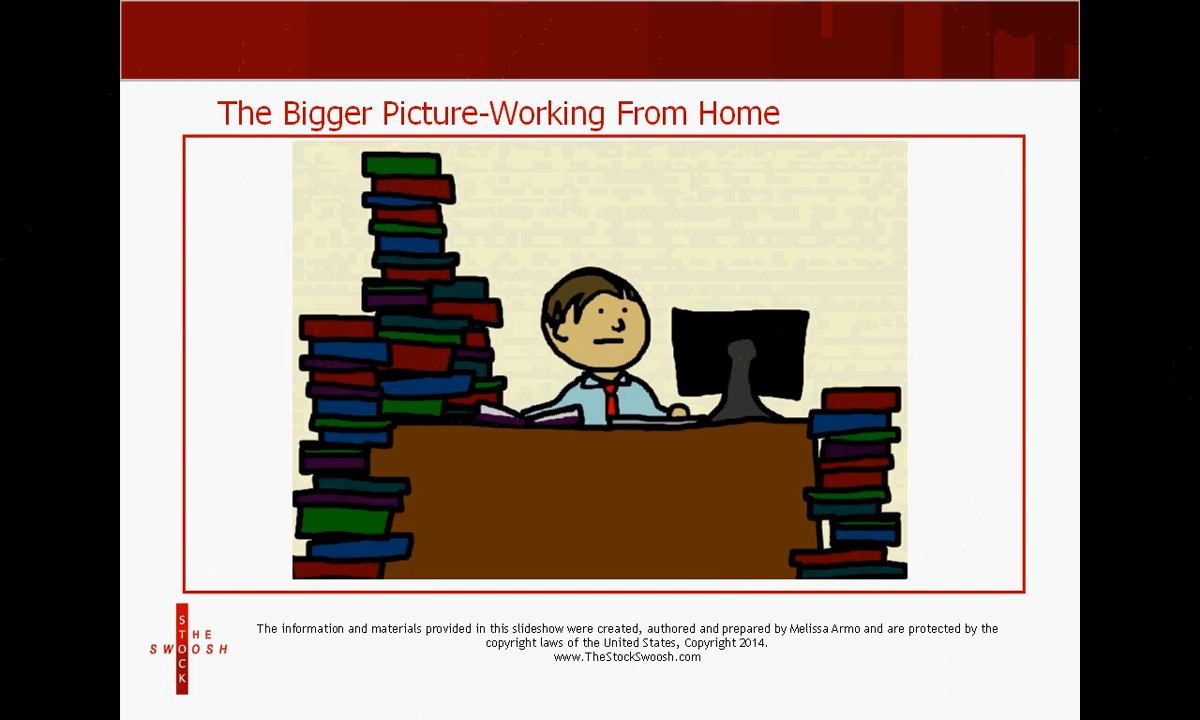 The Bigger Picture-Working From Home
THE
STOCK
SWOOSH
The information and materials provided in this slideshow were created, authored and prepared by Melissa Armo and are protected by the
copyright laws of the United States, Copyright 2014.
www.TheStockSwoosh.com